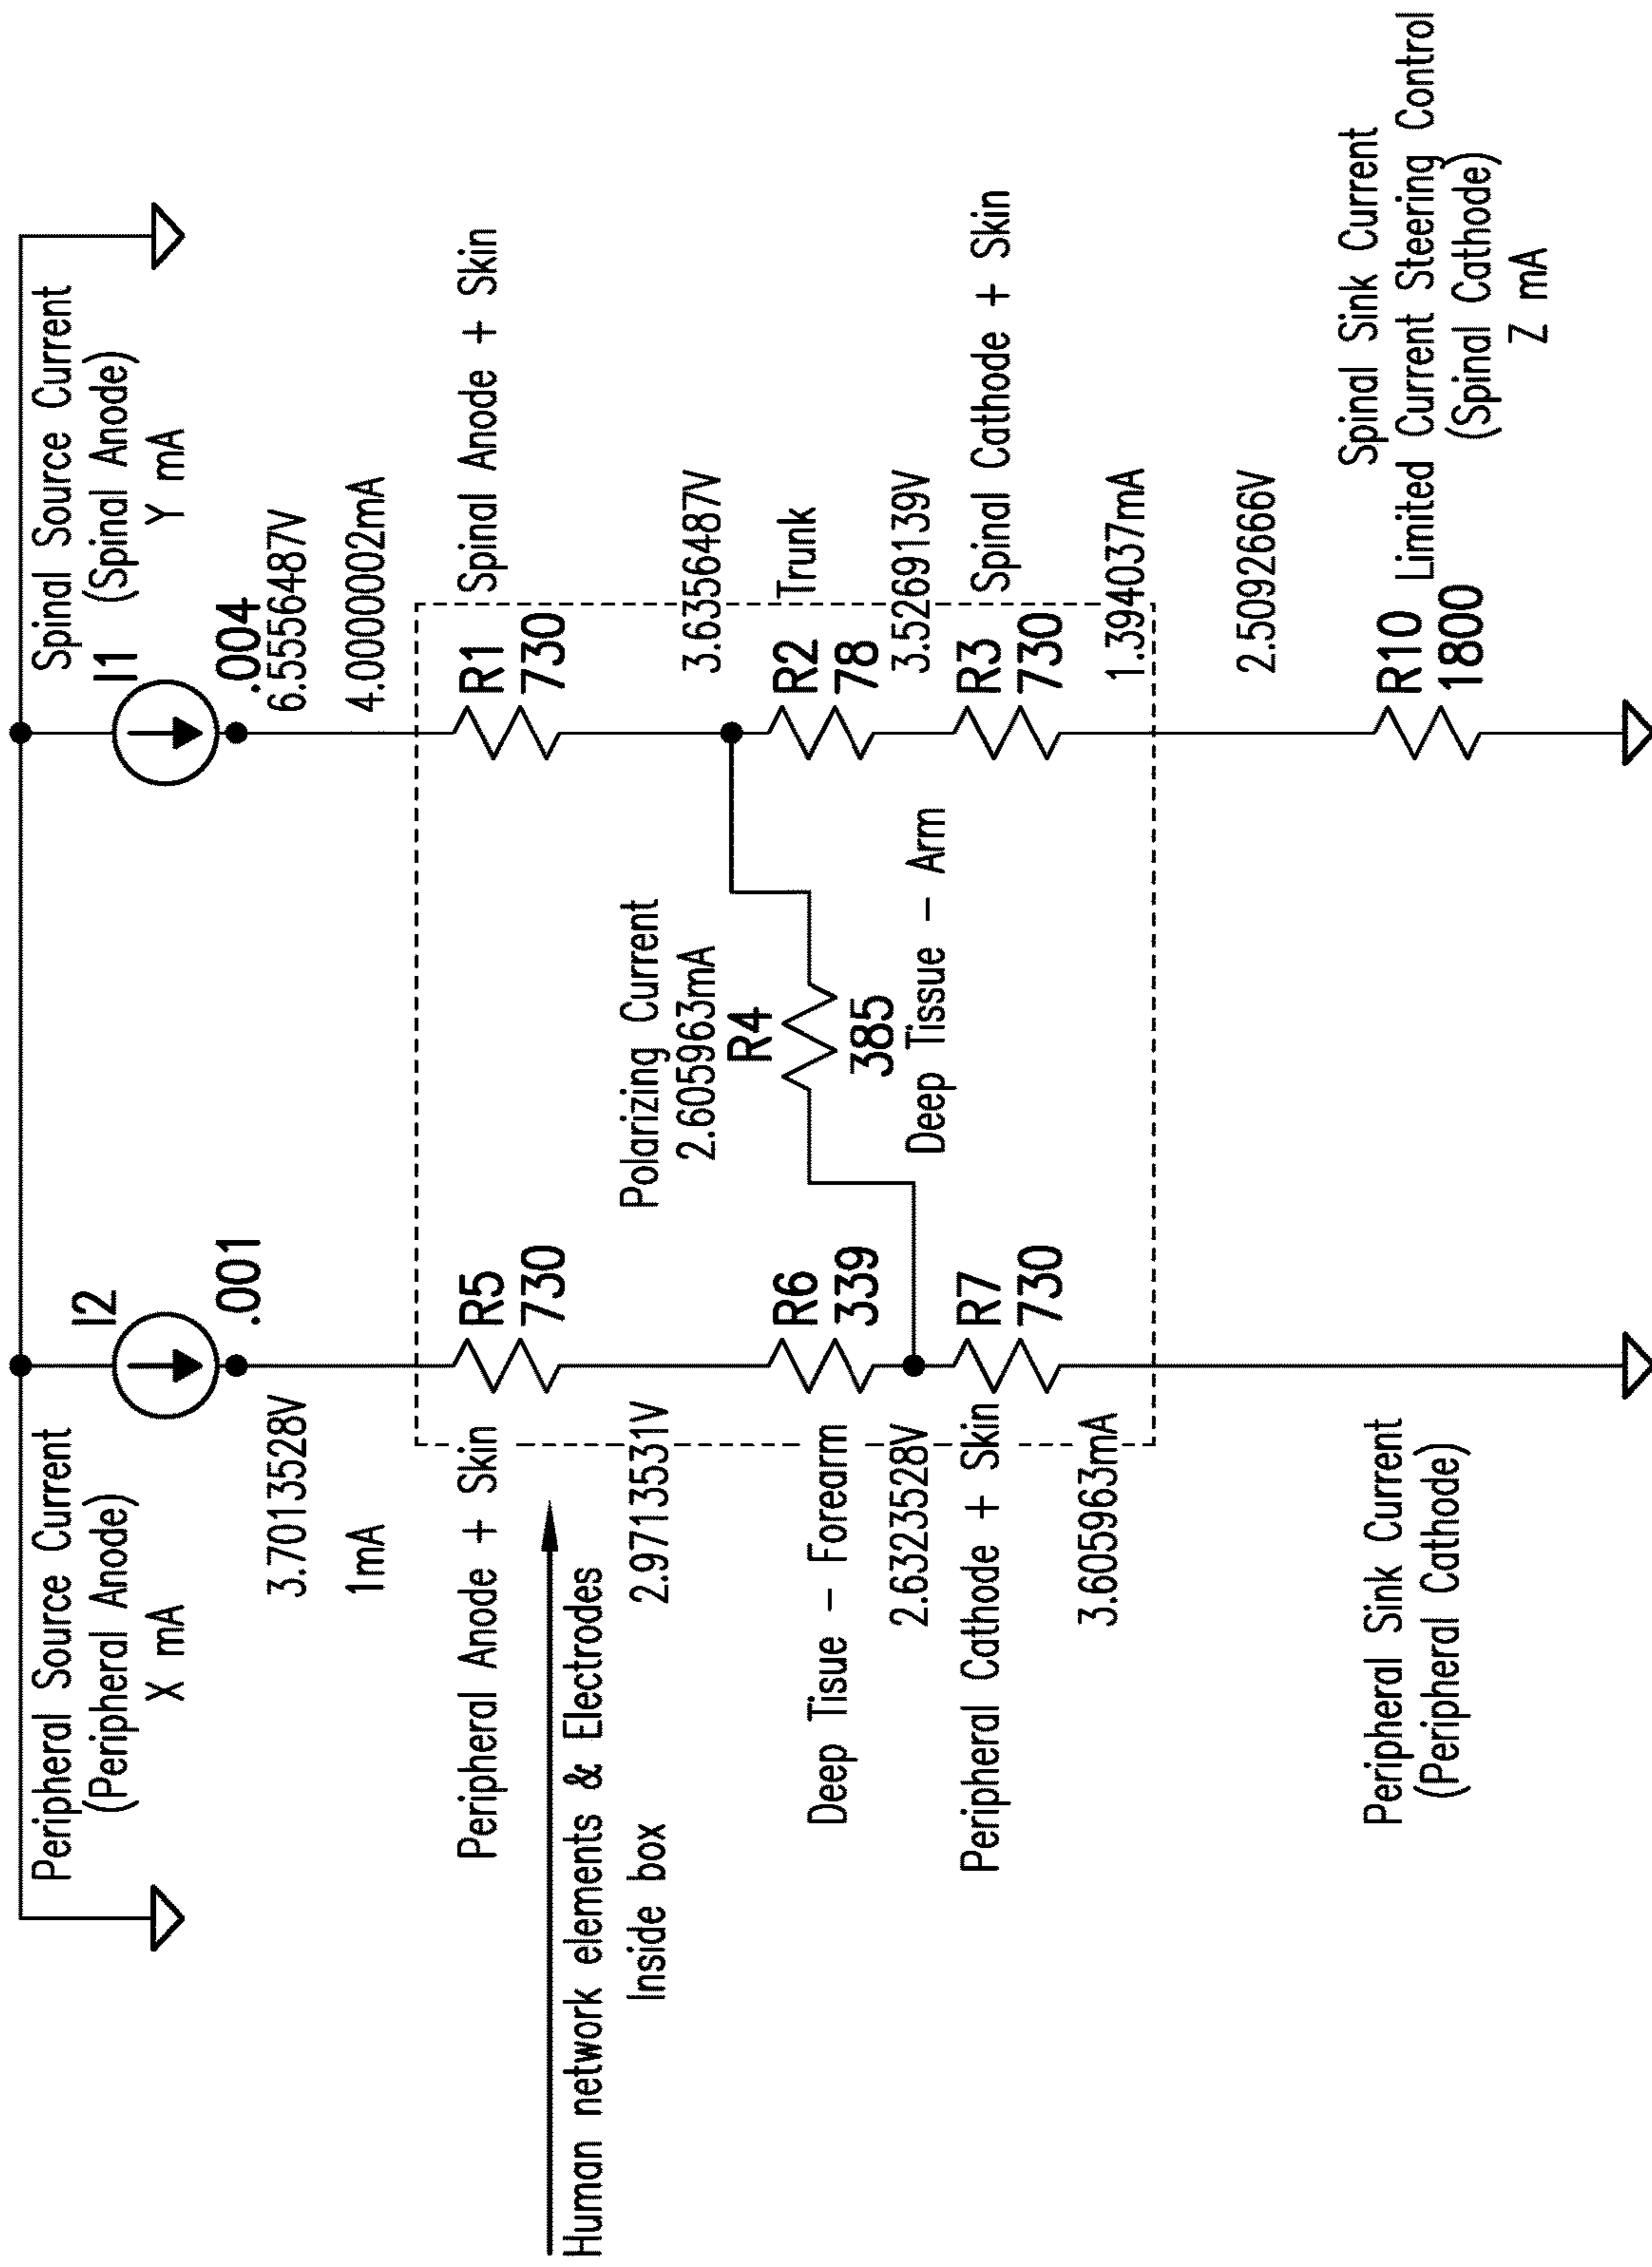 Peripheral Source Current
(Peripheral Anode)
X mA
I2
.001
3.7013528V
1mA
Spinal Source Current
(Spinal Anode)
Y mA
I1
.004
6.5556487V
4.0000002mA
Peripheral Anode + Skin
R5
730
R1
730
Spinal Anode + Skin
Human network elements & Electrodes
Inside box
2.9713531V
Polarizing Current
2.605963mA
R4
385
Deep Tissue - Arm
3.6356487V
Deep Tisue - Forearm
R6
339
R2
78
Trunk
2.6323528V
3.5269139V
Peripheral Cathode + Skin
R7
730
R3
730
Spinal Cathode + Skin
3.605963mA
1.394037mA
2.5092666V
Peripheral Sink Current
(Peripheral Cathode)
R10
1800
Spinal Sink Current
Limited Current Steering Control
(Spinal Cathode)
Z mA